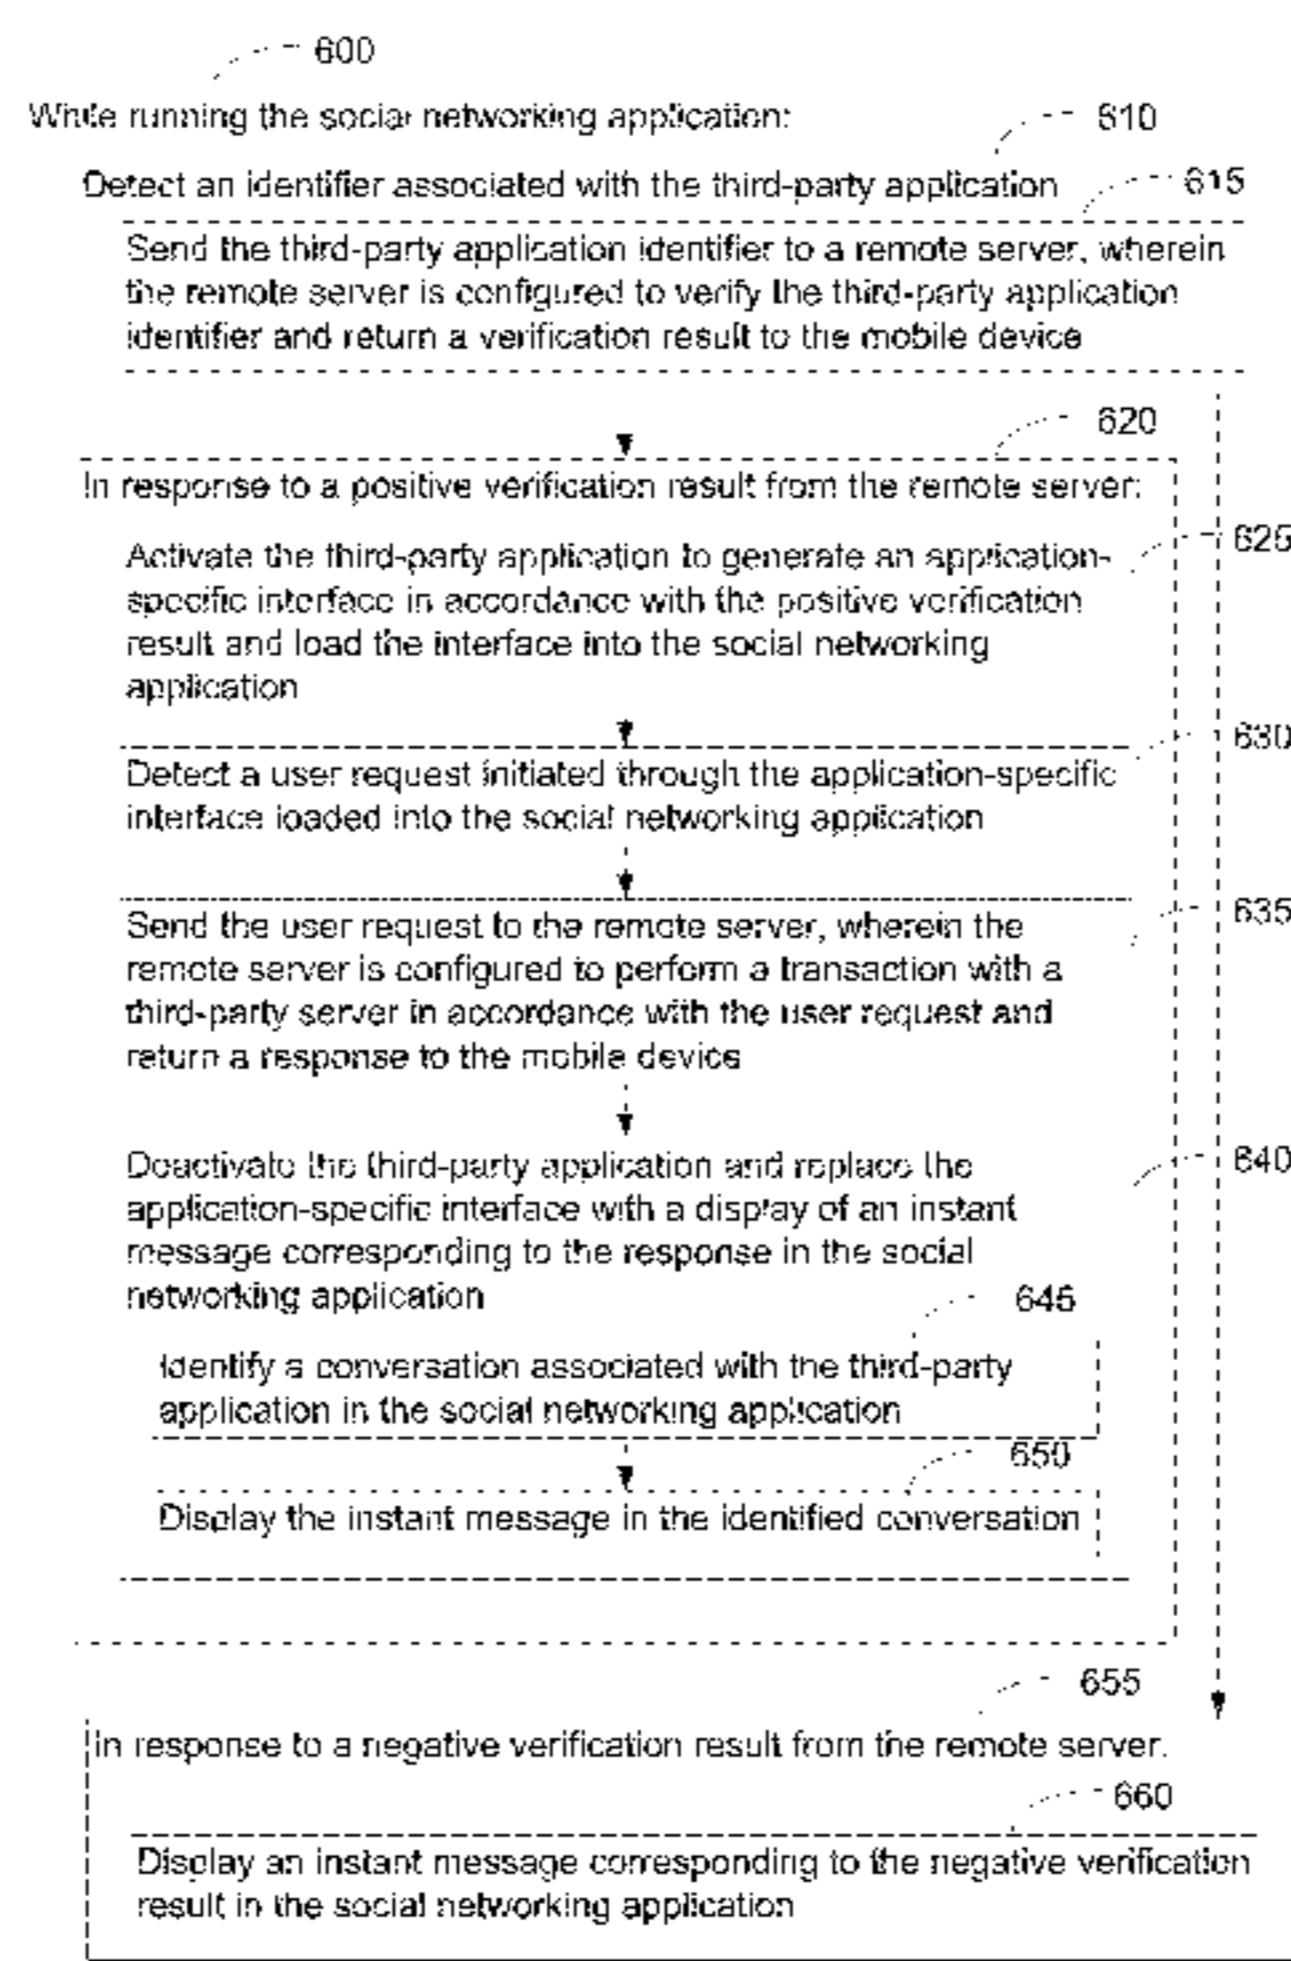 600
While running the social networking application:
610
Detect an identifier associated with the third-party application
615
Send the third-party application identifier to a remote server, wherein
the remote server is configured to verify the third-party application
identifier and return a verification result to the mobile device
620
In response to a positive verification result from the remote server:
625
Activate the third-party application to generate an application-
specific interface in accordance with the positive verification
result and load the interface into the social networking
application
630
Detect a user request initiated through the application-specific
interface loaded into the social networking application
635
Send the user request to the remote server, wherein the
remote server is configured to perform a transaction with a
third-party server in accordance with the user request and
return a response to the mobile device
640
Deactivate the third-party application and replace the
application-specific interface with a display of an instant
message corresponding to the response in the social
networking application
645
Identify a conversation associated with the third-party
application in the social networking application
650
Display the instant message in the identified conversation
655
In response to a negative verification result from the remote server.
660
Display an instant message corresponding to the negative verification
result in the social networking application